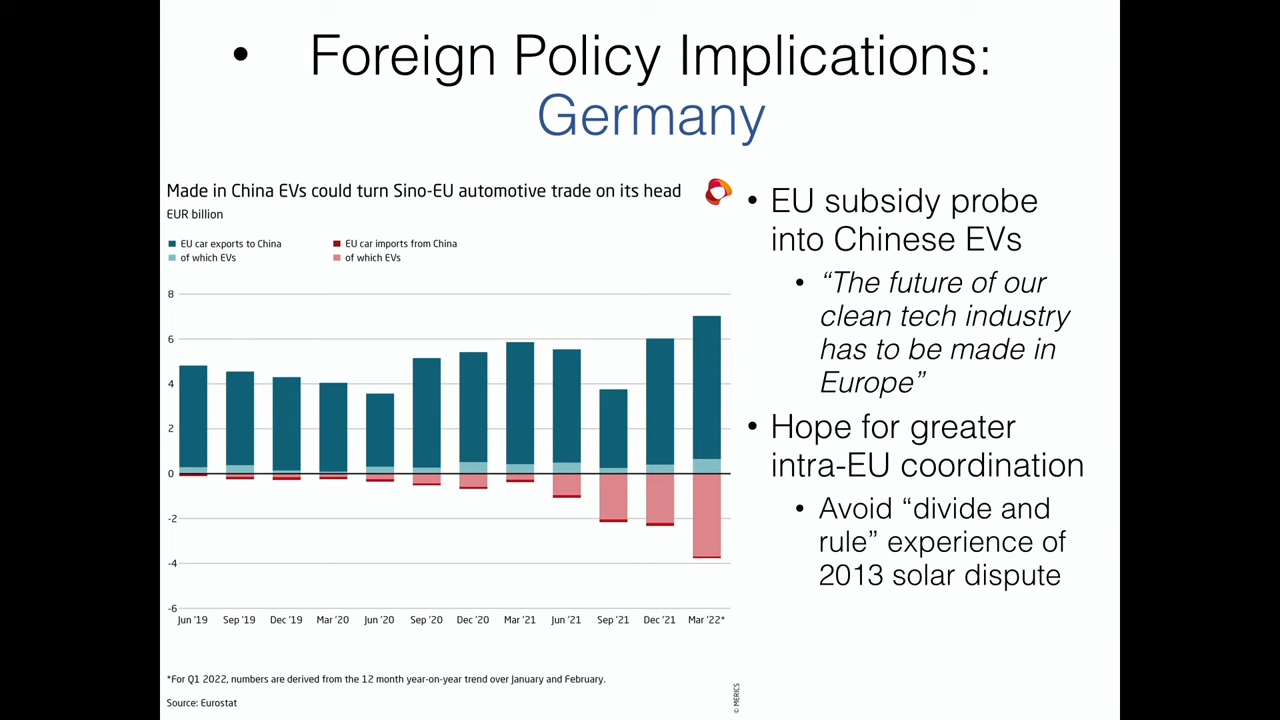 • Foreign Policy Implications:
Germany
Made in China EVs could turn Sino-EU automotive trade on its head
EUR billion
EU car exports to China
EU car imports from China
of which EVs
of which EVs
8
6
4
2
0
-2
-4
-6
Jun '19 Sep '19 Dec '19 Mar '20 Jun '20 Sep '20 Dec '20 Mar '21 Jun '21 Sep '21 Dec '21 Mar '22*
*For Q1 2022, numbers are derived from the 12 month year-on-year trend over January and February.
Source: Eurostat
© MERICS
• EU subsidy probe
into Chinese EVs
• “The future of our
clean tech industry
has to be made in
Europe”
• Hope for greater
intra-EU coordination
• Avoid “divide and
rule” experience of
2013 solar dispute